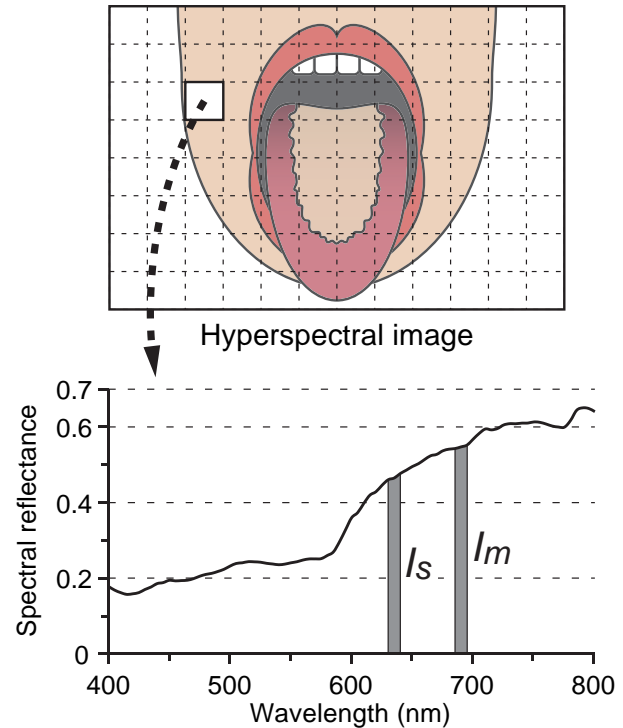 Hyperspectral image
0.7
0.6
0.4
0.2
0
Spectral reflectance
Is
Im
400 500 600 700 800
Wavelength (nm)